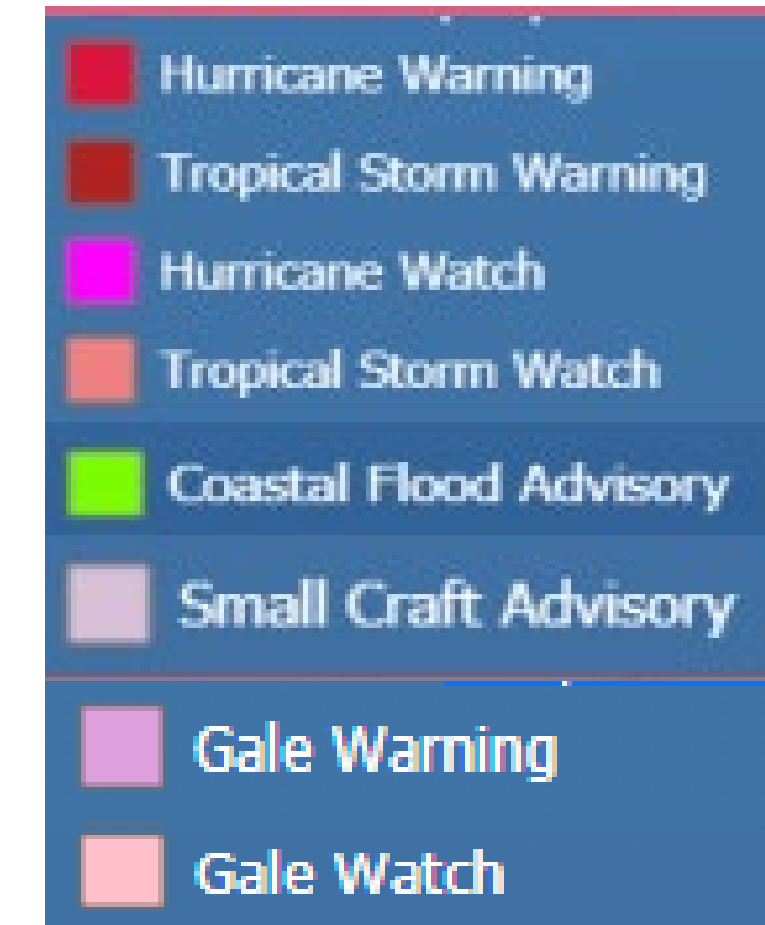 Hurricane Warning
Tropical Storm Warning
Hurricane Watch
Tropical Storm Watch
Coastal Flood Advisory
Small Craft Advisory
Gale Warning
Gale Watch